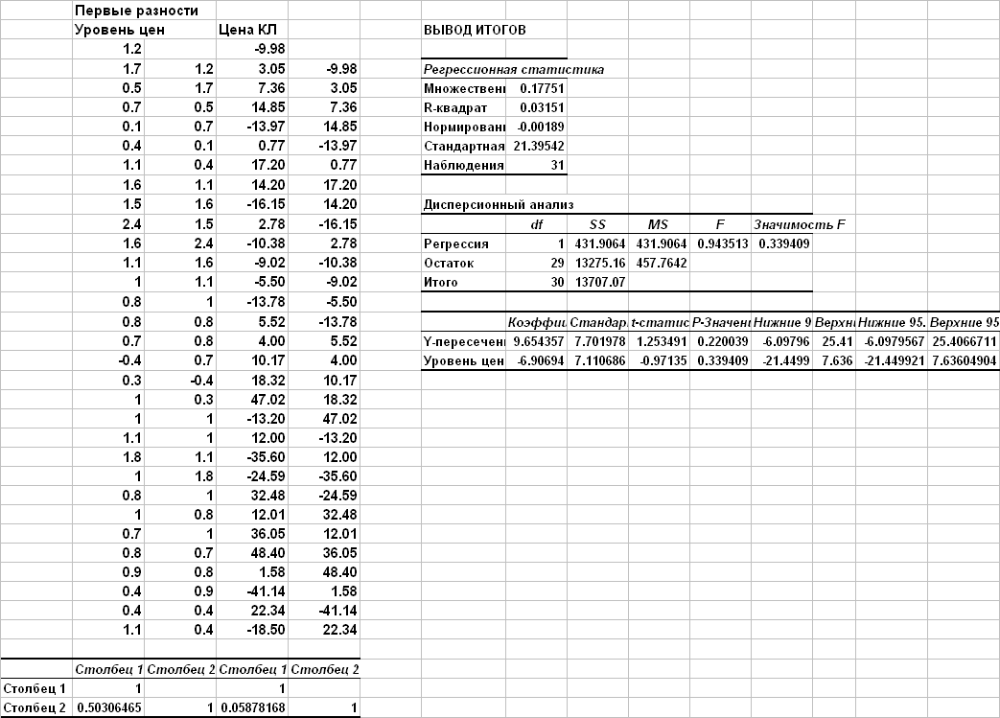 Первые разности
Уровень цен Цена КЛ ВЫВОД ИТОГОВ
1.2 -9.98
1.7 1.2 3.05 -9.98 Регрессионная статистика
0.5 1.7 7.36 3.05 Множествен 0.17751
0.7 0.5 14.85 7.36 R-квадрат 0.03151
0.1 0.7 -13.97 14.85 Нормирован -0.00189
0.4 0.1 0.77 -13.97 Стандартная 21.39542
1.1 0.4 17.20 0.77 Наблюдения 31
1.6 1.1 14.20 17.20
1.5 1.6 -16.15 14.20 Дисперсионный анализ
2.4 1.5 2.78 -16.15 df SS MS F Значимость F
1.6 2.4 -10.38 2.78 Регрессия 1 431.9064 431.9064 0.943513 0.339409
1.1 1.6 -9.02 -10.38 Остаток 29 13275.16 457.7642
1 1.1 -5.50 -9.02 Итого 30 13707.07
0.8 1 -13.78 -5.50
0.8 0.8 5.52 -13.78 Коэффиц Стандар t-статис P-Значени Нижние 9 Верхни Нижние 95. Верхние 95
0.7 0.8 4.00 5.52 Y-пересечен 9.654357 7.701978 1.253491 0.220039 -6.09796 25.41 -6.0979567 25.4066711
-0.4 0.7 10.17 4.00 Уровень цен -6.90694 7.110686 -0.97135 0.339409 -21.4499 7.636 -21.449921 7.63604904
0.3 -0.4 18.32 10.17
1 0.3 47.02 18.32
1 1 -13.20 47.02
1.1 1 12.00 -13.20
1.8 1.1 -35.60 12.00
1 1.8 -24.59 -35.60
0.8 1 32.48 -24.59
1 0.8 12.01 32.48
0.7 1 36.05 12.01
0.8 0.7 48.40 36.05
0.9 0.8 1.58 48.40
0.4 0.9 -41.14 1.58
0.4 0.4 22.34 -41.14
1.1 0.4 -18.50 22.34
Столбец 1 Столбец 2 Столбец 1 Столбец 2
Столбец 1 1 1
Столбец 2 0.50306465 1 0.05878168 1